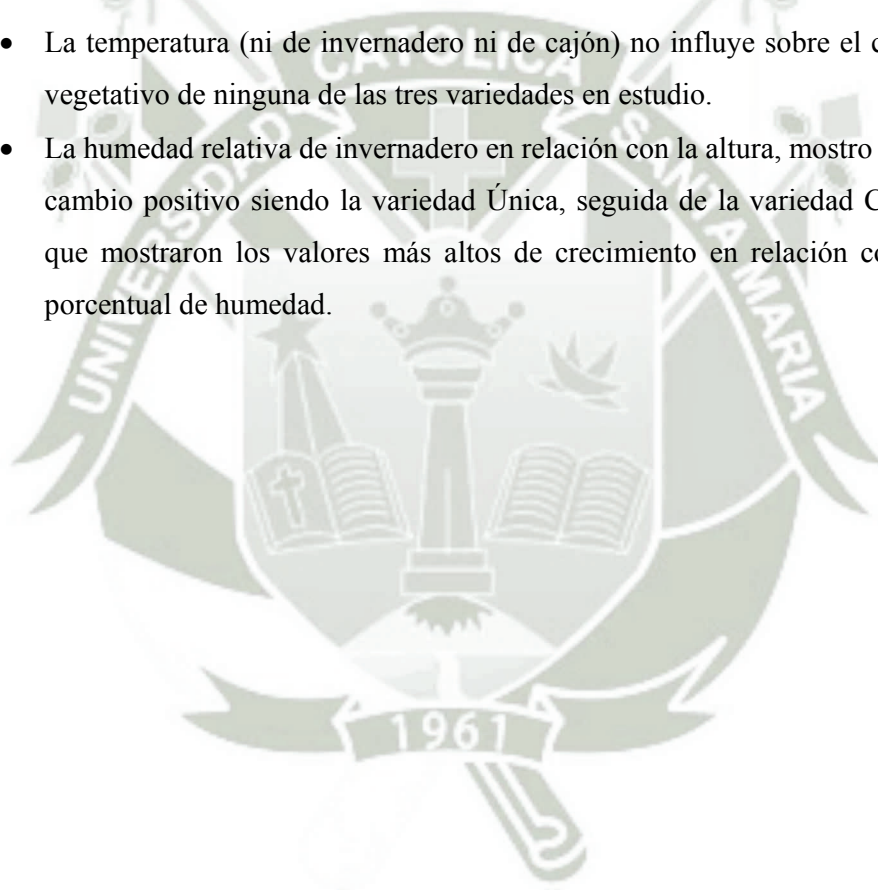 • La temperatura (ni de invernadero ni de cajón) no influye sobre el
vegetativo de ninguna de las tres variedades en estudio.
• La humedad relativa de invernadero en relación con la altura, mostro
cambio positivo siendo la variedad Única, seguida de la variedad
que mostraron los valores más altos de crecimiento en relación
porcentual de humedad.
UNIVERSIDAD CATOLICA SANTA MARIA
1961